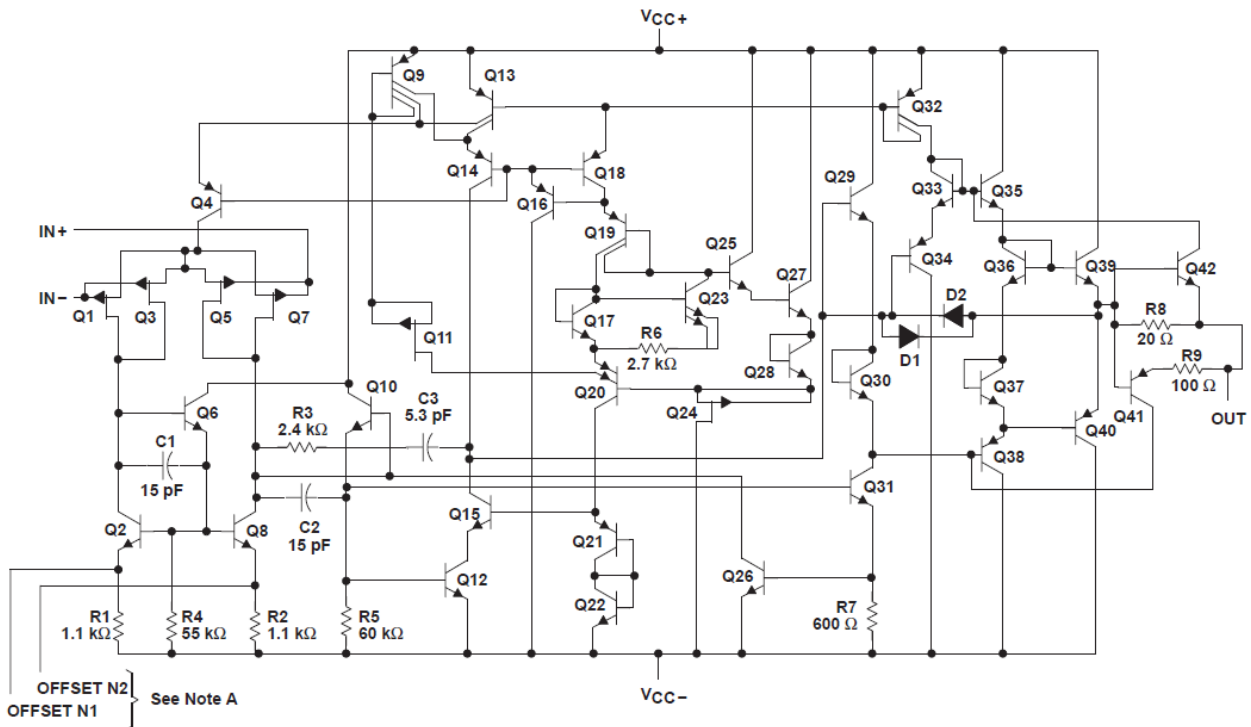 VCC+
Q9
Q13
Q32
Q14
Q18
Q29
Q33
Q35
Q4
Q16
Q19
IN+
Q25
Q27
Q34
Q36
Q39
Q42
IN−
Q1
Q3
Q5
Q7
Q23
D2
R8
20 Ω
Q17
R6
2.7 kΩ
Q11
Q28
D1
R9
100 Ω
Q10
C3
5.3 pF
Q20
Q24
Q30
Q37
Q41
OUT
Q6
R3
2.4 kΩ
Q40
C1
15 pF
Q38
Q31
Q2
Q8
C2
15 pF
Q15
Q21
Q12
Q26
Q22
R1
1.1 kΩ
R4
55 kΩ
R2
1.1 kΩ
R5
60 kΩ
R7
600 Ω
OFFSET N2
OFFSET N1
See Note A
VCC−